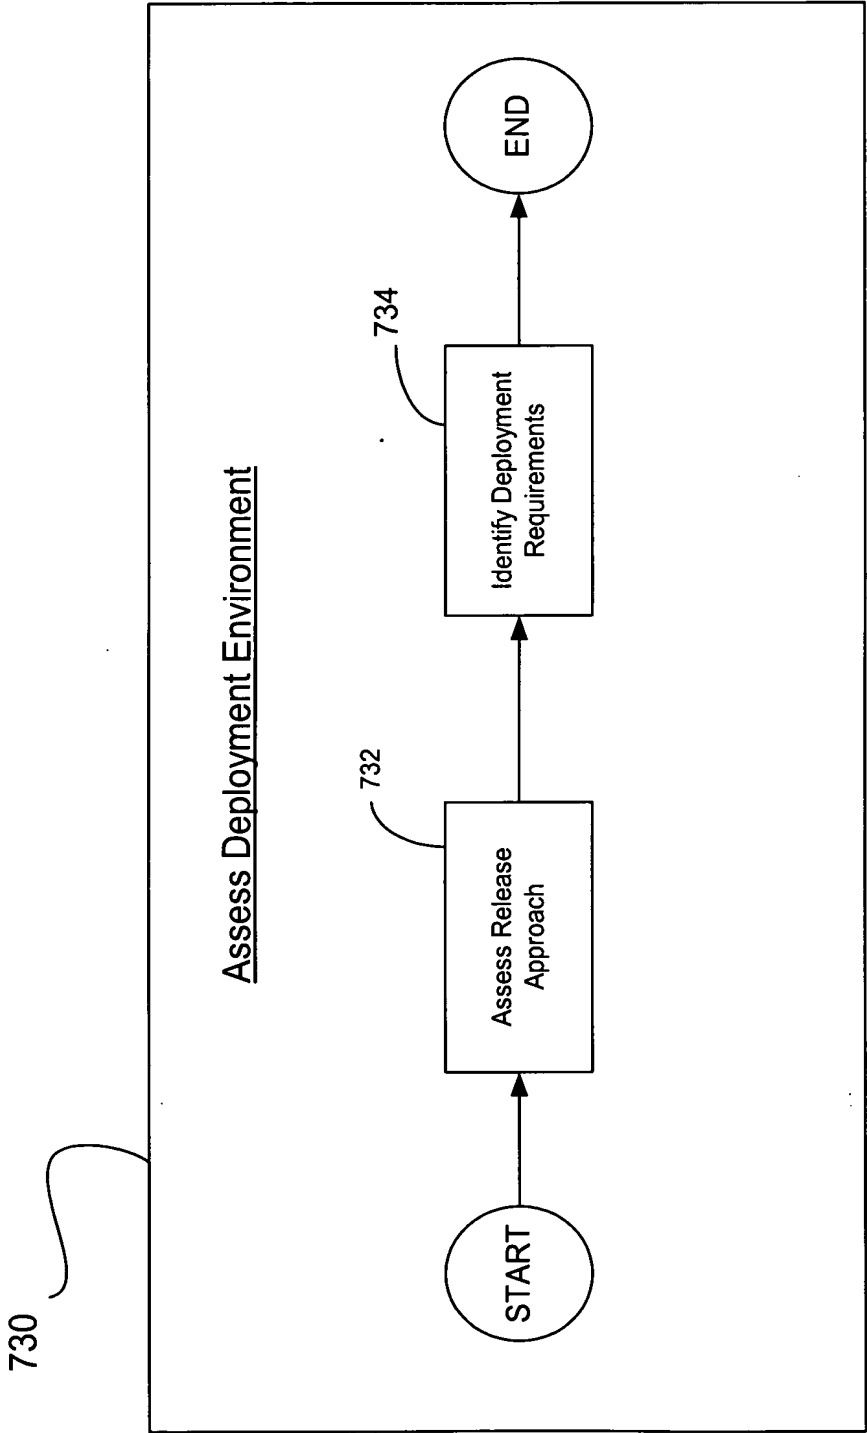 730
Assess Deployment Environment
732
734
START
Assess Release
Approach
Identify Deployment
Requirements
END